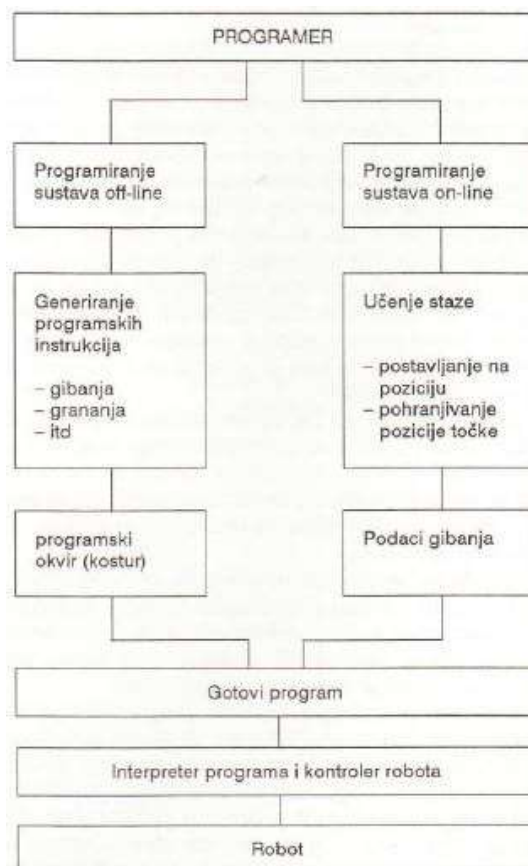 PROGRAMER
Programiranje
sustava off-line
Programiranje
sustava on-line
Generiranje
programskih
instrukcija
– gibanja
– grananja
– itd
Učenje staze
– postavljanje na
poziciju
– pohranjivanje
pozicije točke
programski
okvir (kostur)
Podaci gibanja
Gotovi program
Interpreter programa i kontroler robota
Robot